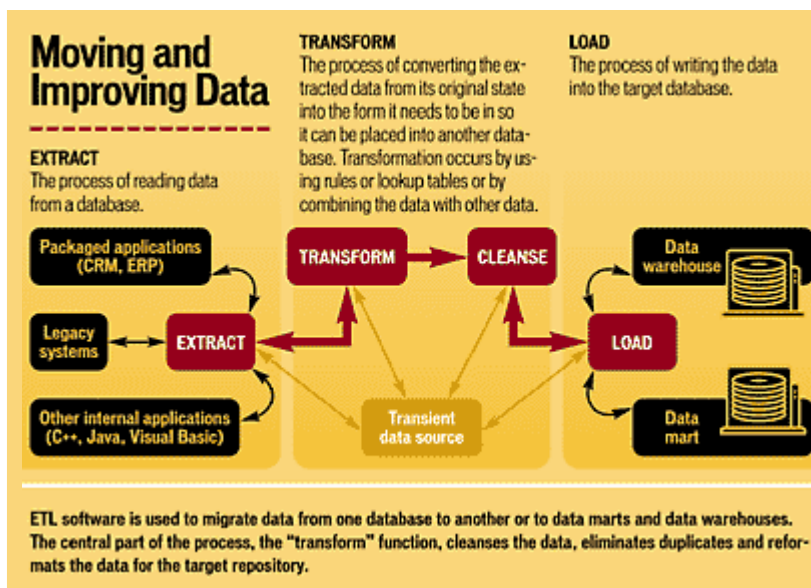 Moving and
Improving Data
EXTRACT
The process of reading data
from a database.
TRANSFORM
The process of converting the ex-
tracted data from its original state
into the form it needs to be in so
it can be placed into another data-
base. Transformation occurs by us-
ing rules or lookup tables or by
combining the data with other data.
LOAD
The process of writing the data
into the target database.
Packaged applications
(CRM, ERP)
Legacy
systems
Other internal applications
(C++, Java, Visual Basic)
EXTRACT
TRANSFORM
CLEANSE
Transient
data source
LOAD
Data
warehouse
Data
mart
ETL software is used to migrate data from one database to another or to data marts and data warehouses.
The central part of the process, the “transform” function, cleanses the data, eliminates duplicates and refor-
mats the data for the target repository.